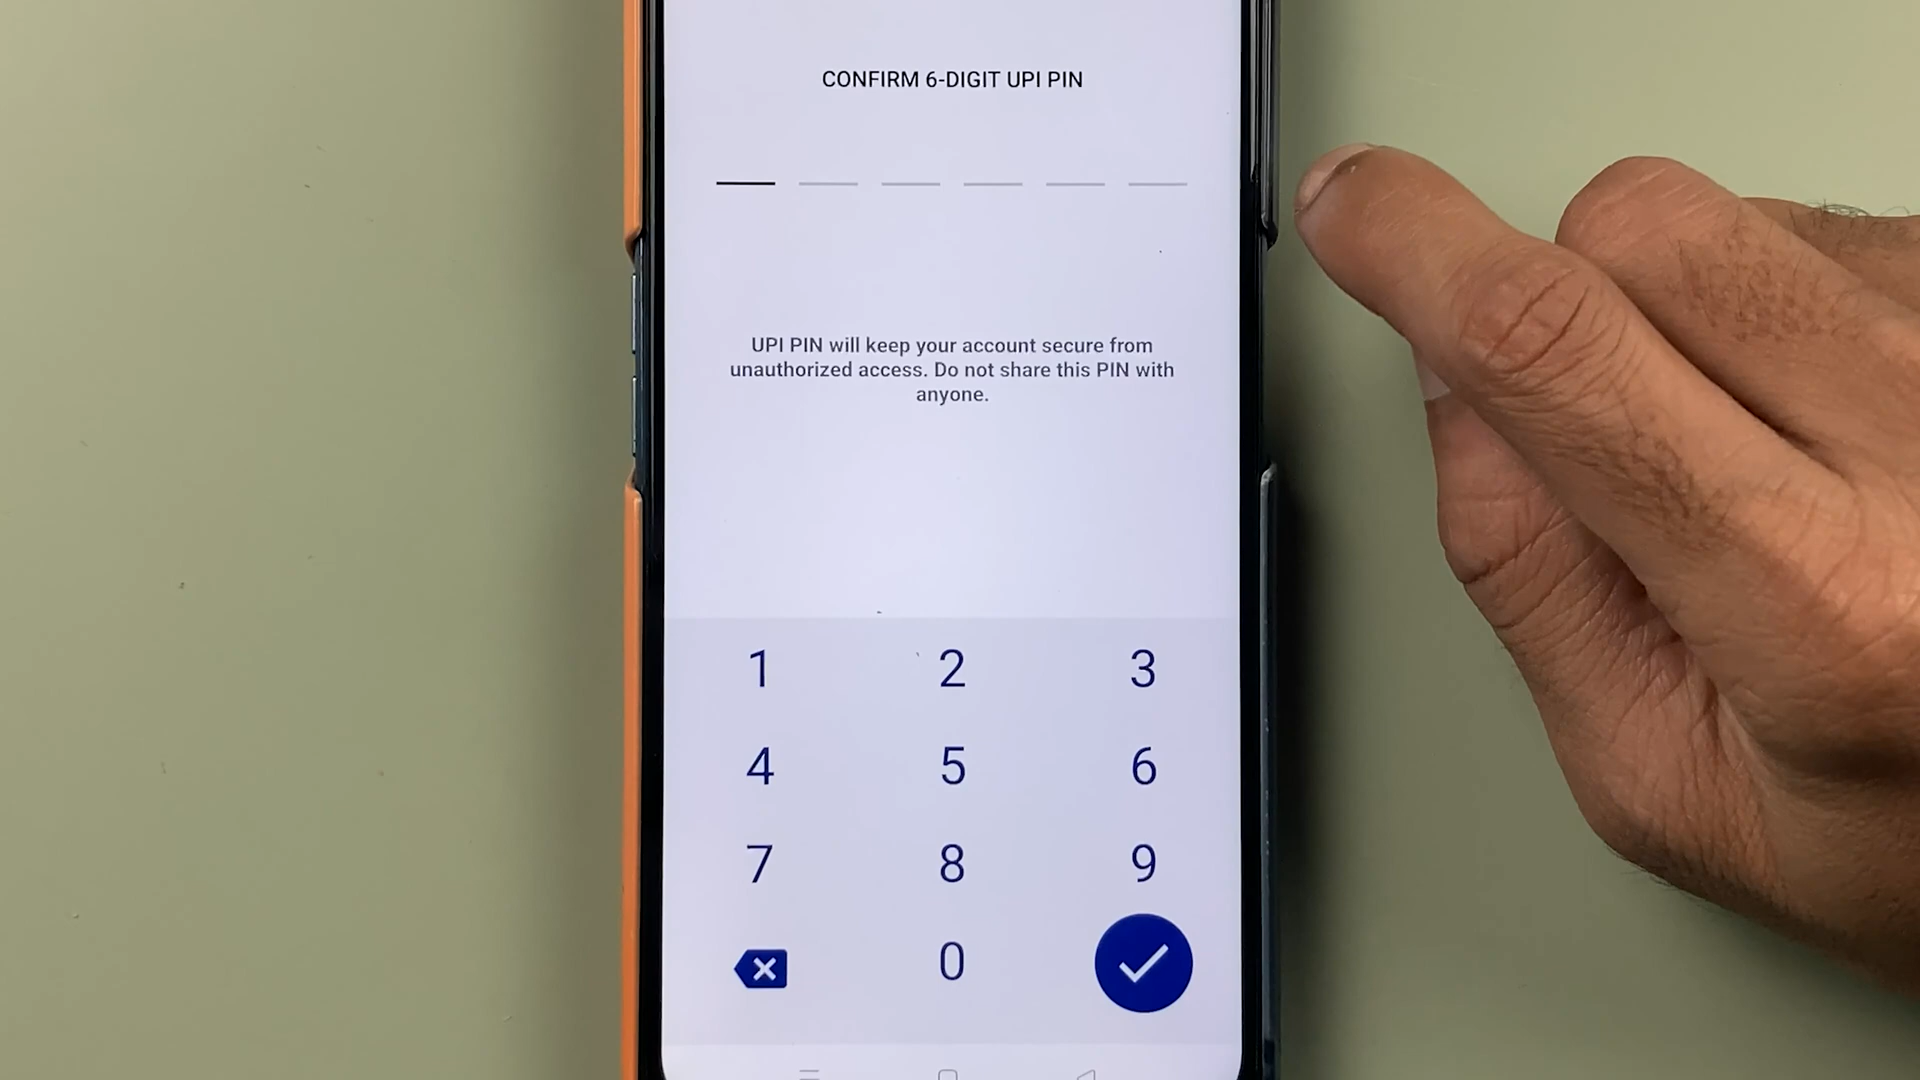 CONFIRM 6-DIGIT UPI PIN
UPI PIN will keep your account secure from
unauthorized access. Do not share this PIN with
anyone.
1 2 3
4 5 6
7 8 9
0